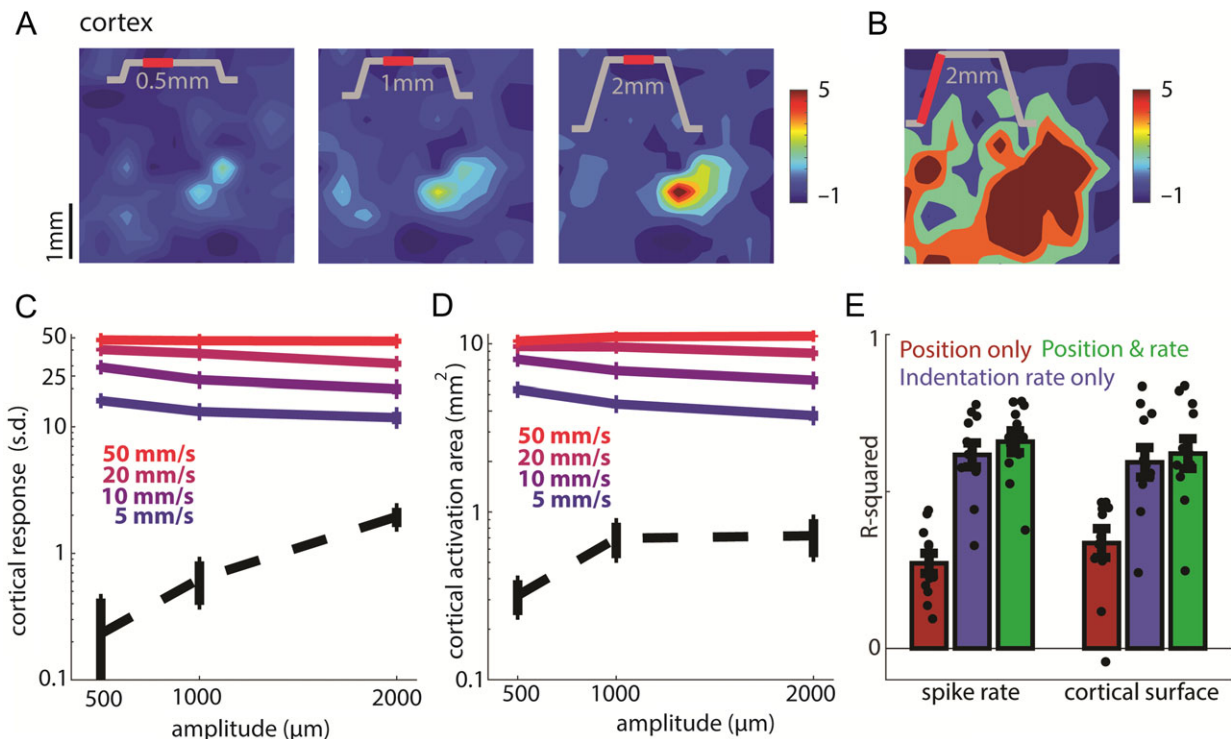 A
cortex
0.5mm
1mm
2mm
5
−1
1mm
B
2mm
5
−1
C
cortical response (s.d.)
50
25
10
1
0.1
50 mm/s
20 mm/s
10 mm/s
5 mm/s
500
1000
2000
amplitude (μm)
D
cortical activation area (mm²)
10
1
0.1
50 mm/s
20 mm/s
10 mm/s
5 mm/s
500
1000
2000
amplitude (μm)
E
R-squared
1
0
Position only
Position & rate
Indentation rate only
spike rate
cortical surface